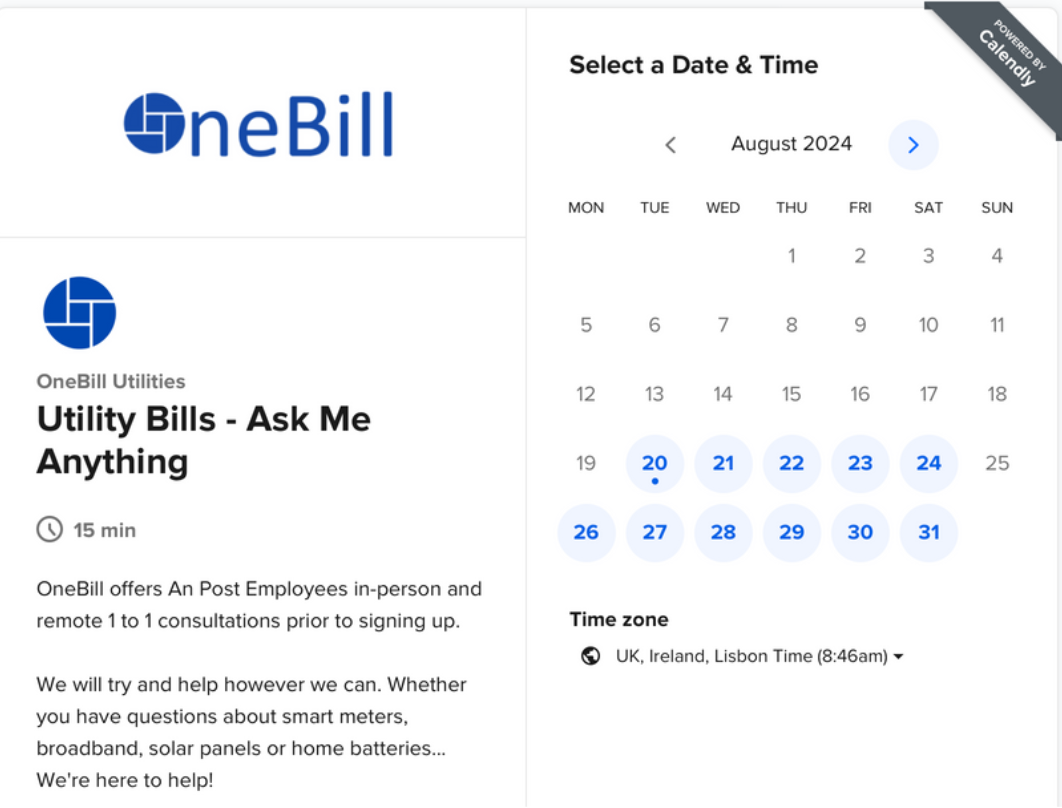 OneBill
OneBill Utilities
Utility Bills - Ask Me
Anything
15 min
OneBill offers An Post Employees in-person and
remote 1 to 1 consultations prior to signing up.
We will try and help however we can. Whether
you have questions about smart meters,
broadband, solar panels or home batteries...
We're here to help!
POWERED BY
Calendly
Select a Date & Time
August 2024
MON TUE WED THU FRI SAT SUN
1 2 3 4
5 6 7 8 9 10 11
12 13 14 15 16 17 18
19 20 21 22 23 24 25
26 27 28 29 30 31
Time zone
UK, Ireland, Lisbon Time (8:46am)